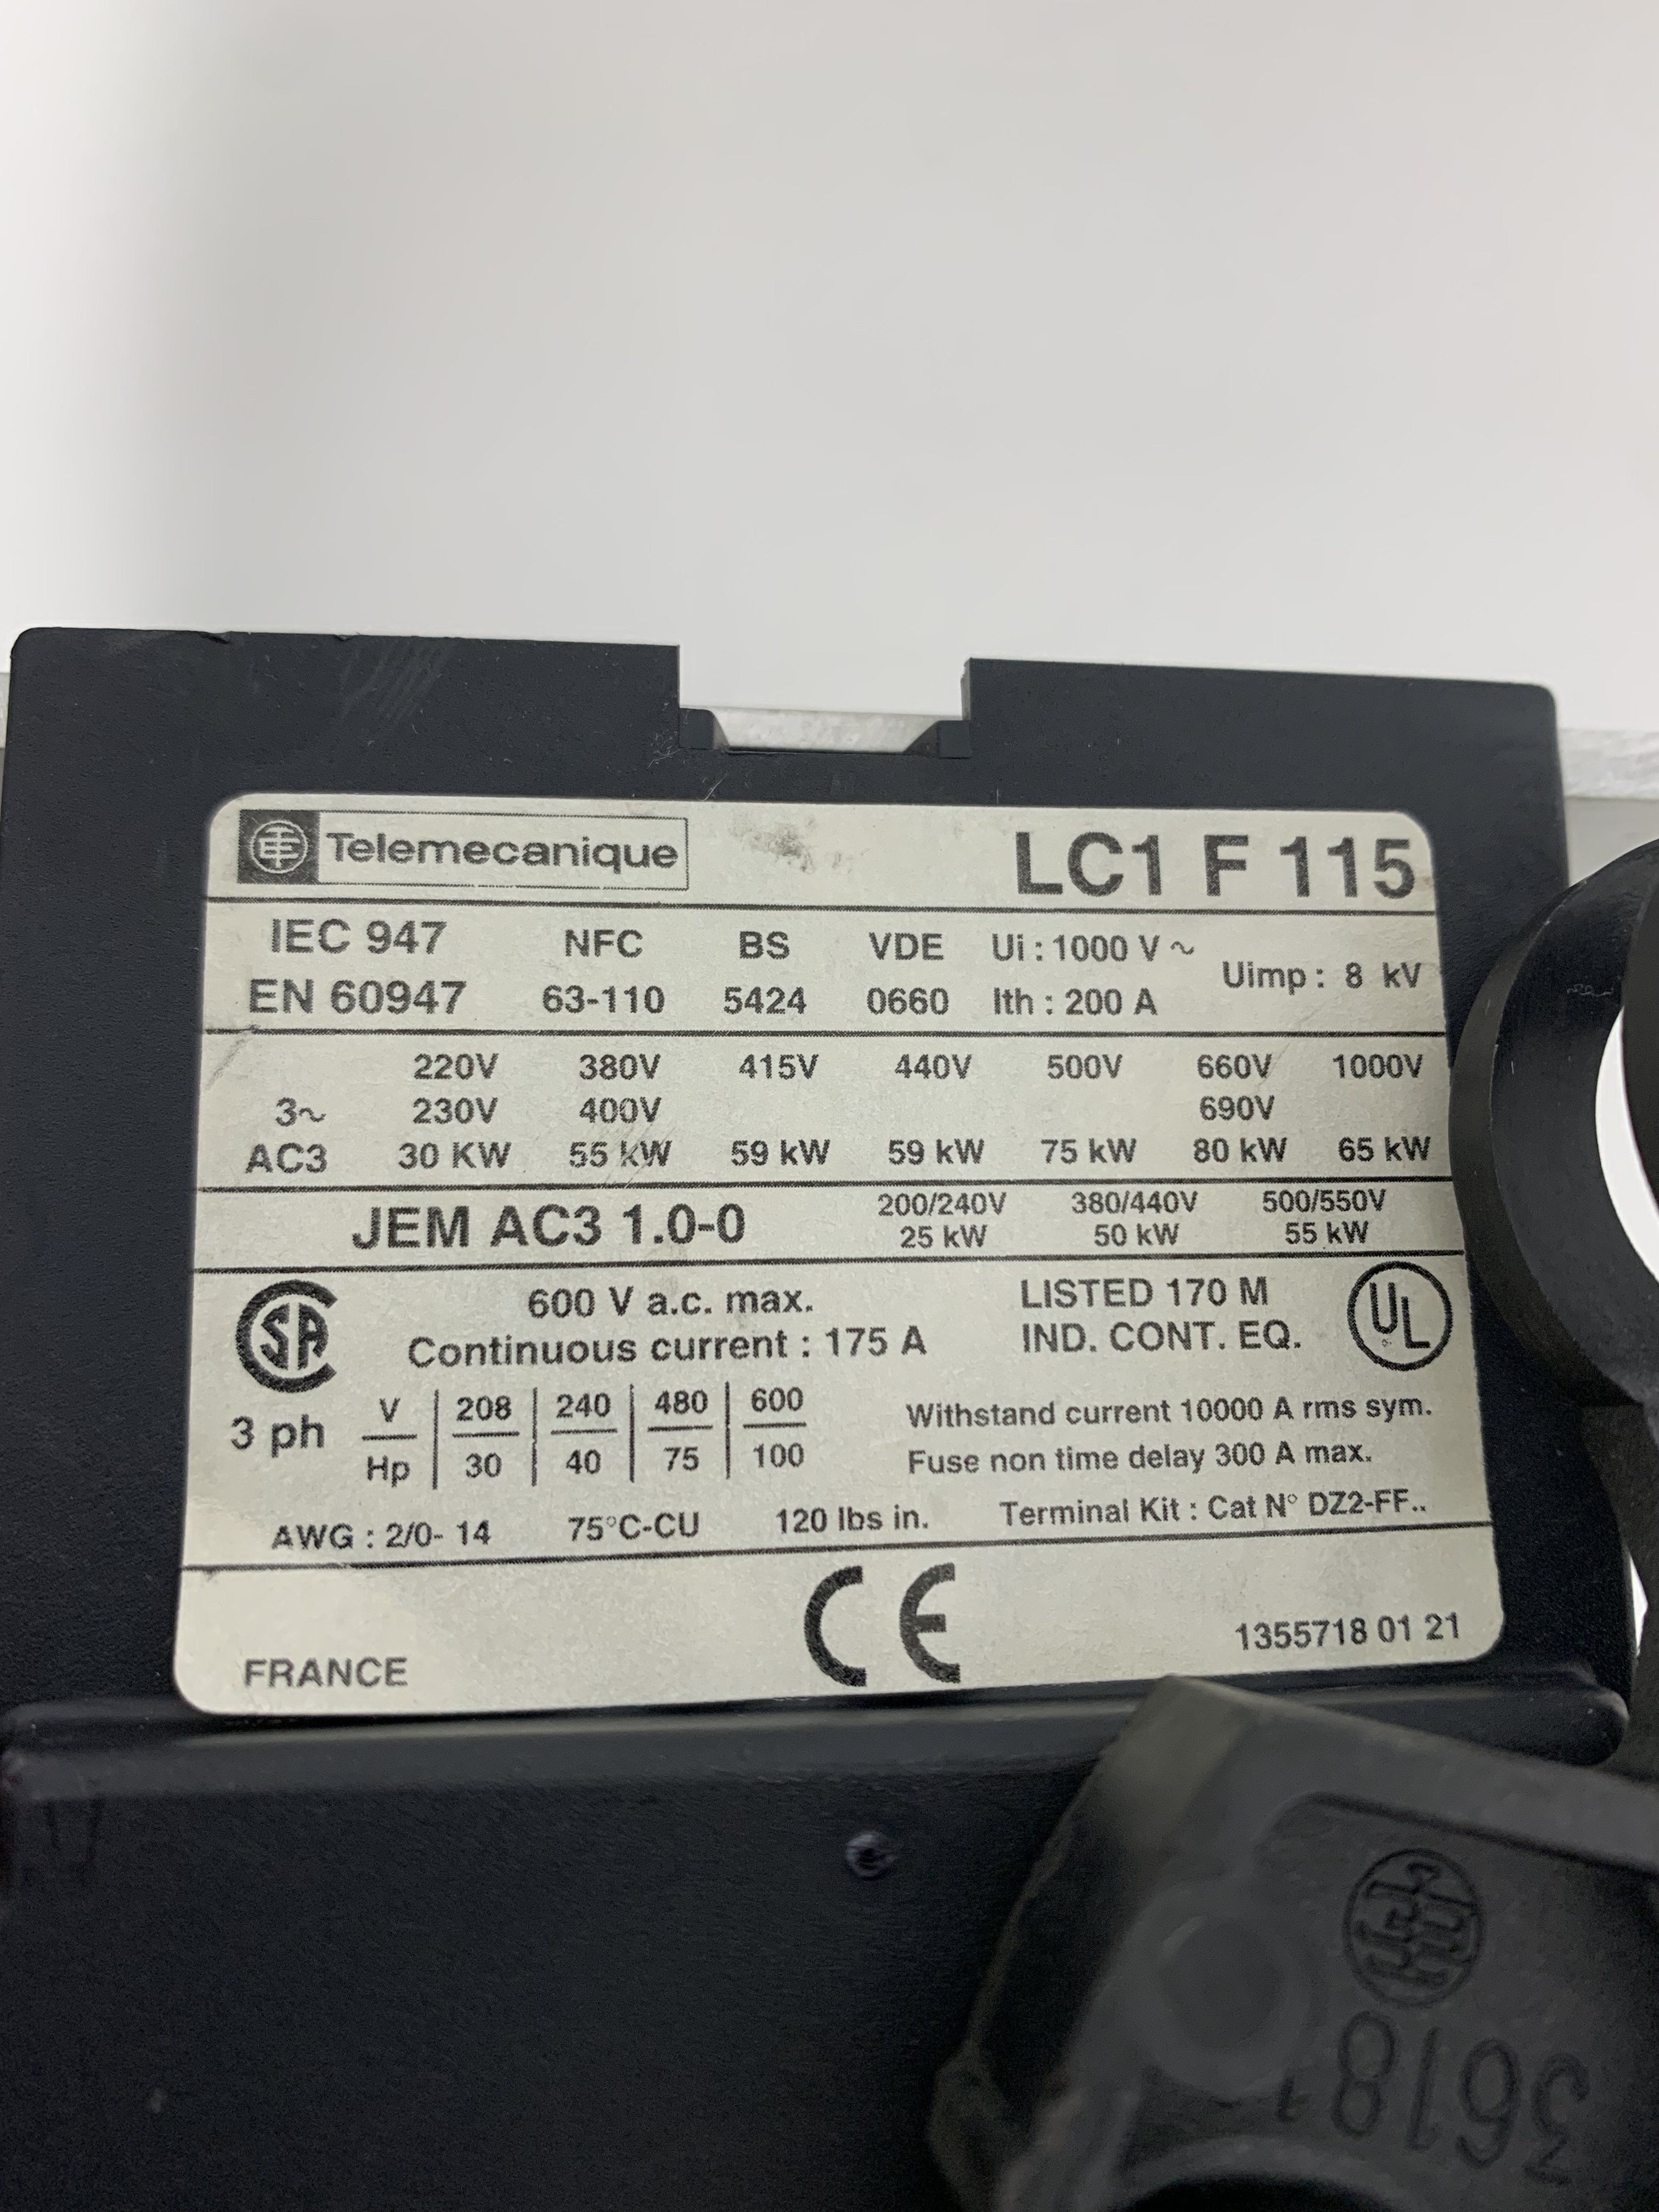 Telemecanique LC1 F 115
IEC 947 NFC BS VDE Ui : 1000 V ~ Uimp : 8 kV
EN 60947 63-110 5424 0660 Ith : 200 A
220V 380V 415V 440V 500V 660V 1000V
3~ 230V 400V 690V
AC3 30 KW 55 kW 59 kW 59 kW 75 kW 80 kW 65 kW
JEM AC3 1.0-0 200/240V 380/440V 500/550V
25 kW 50 kW 55 kW
SA 600 V a.c. max. LISTED 170 M UL
Continuous current : 175 A IND. CONT. EQ.
3 ph V 208 240 480 600 Withstand current 10000 A rms sym.
Hp 30 40 75 100 Fuse non time delay 300 A max.
AWG : 2/0- 14 75°C-CU 120 lbs in. Terminal Kit : Cat N° DZ2-FF..
FRANCE CE 1355718 01 21